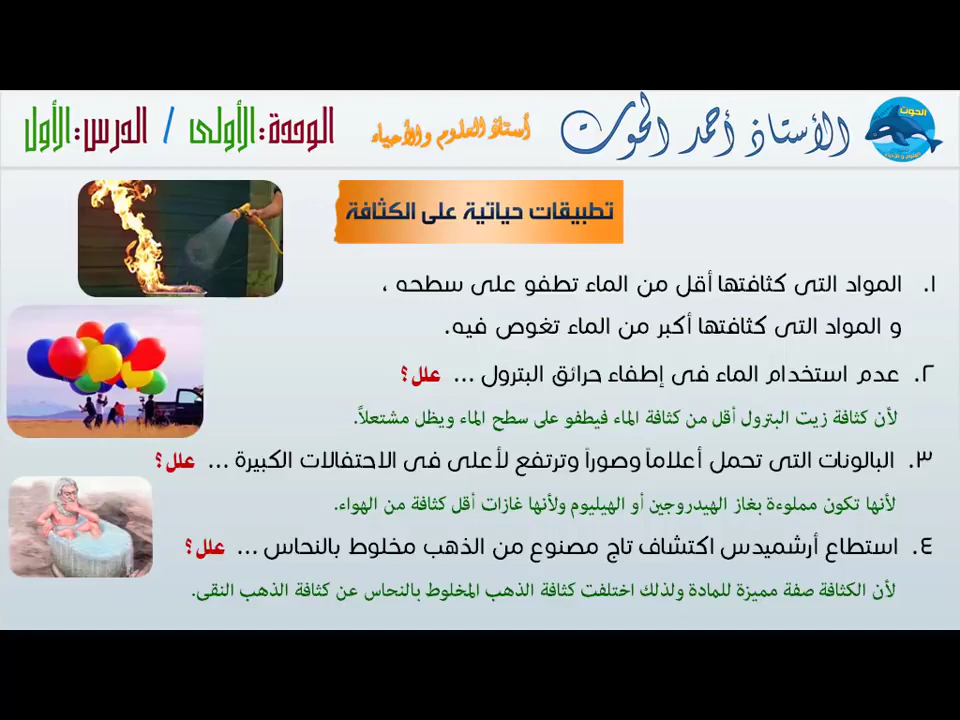 الحوت
للعلوم والأحياء
الأستاذ أحمد الحوت
أستاذ العلوم والأحياء
الوحدة:الأولى / الدرس:الأول
تطبيقات حياتية على الكثافة
١. المواد التى كثافتها أقل من الماء تطفو على سطحه ،
و المواد التى كثافتها أكبر من الماء تغوص فيه.
٢. عدم استخدام الماء فى إطفاء حرائق البترول ... علل؟
لأن كثافة زيت البترول أقل من كثافة الماء فيطفو على سطح الماء ويظل مشتعلاً.
٣. البالونات التى تحمل أعلاماً وصوراً وترتفع لأعلى فى الاحتفالات الكبيرة ... علل؟
لأنها تكون مملوءة بغاز الهيدروجين أو الهيليوم ولأنها غازات أقل كثافة من الهواء.
٤. استطاع أرشميدس اكتشاف تاج مصنوع من الذهب مخلوط بالنحاس ... علل؟
لأن الكثافة صفة مميزة للمادة ولذلك اختلفت كثافة الذهب المخلوط بالنحاس عن كثافة الذهب النقى.